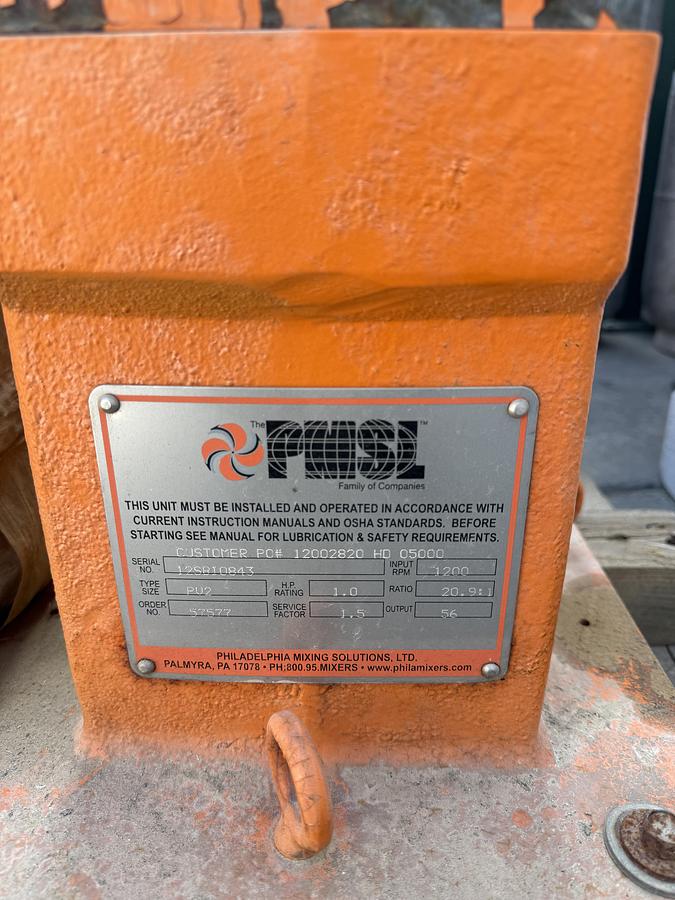 The PMSL™
Family of Companies
THIS UNIT MUST BE INSTALLED AND OPERATED IN ACCORDANCE WITH
CURRENT INSTRUCTION MANUALS AND OSHA STANDARDS. BEFORE
STARTING SEE MANUAL FOR LUBRICATION & SAFETY REQUIREMENTS.
CUSTOMER PO# 12002820 HD 05000
SERIAL NO. 12SR10843 INPUT RPM 1200
TYPE SIZE PV2 H.P. RATING 1.0 RATIO 20.9:1
ORDER NO. 57577 SERVICE FACTOR 1.5 OUTPUT 56
PHILADELPHIA MIXING SOLUTIONS, LTD.
PALMYRA, PA 17078 • PH;800.95.MIXERS • www.philamixers.com